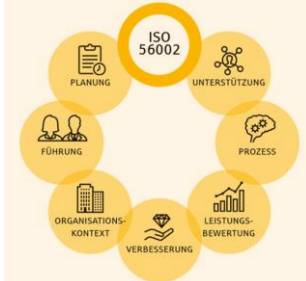 ISO
56002
PLANUNG
UNTERSTÜTZUNG
FÜHRUNG
PROZESS
ORGANISATIONS-
KONTEXT
LEISTUNGS-
BEWERTUNG
VERBESSERUNG